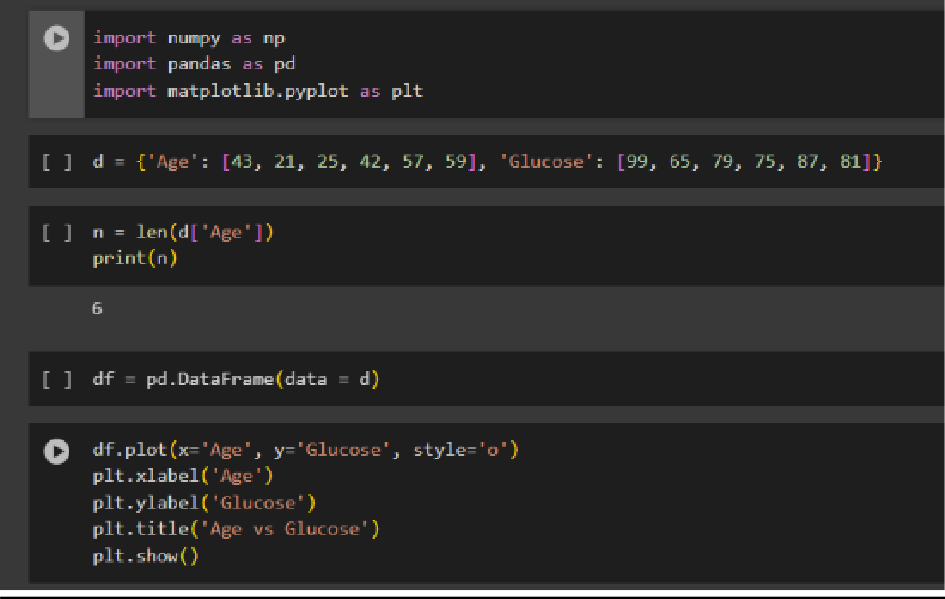 import numpy as np
import pandas as pd
import matplotlib.pyplot as plt
[ ] d = {'Age': [43, 21, 25, 42, 57, 59], 'Glucose': [99, 65, 79, 75, 87, 81]}
[ ] n = len(d['Age'])
print(n)
6
[ ] df = pd.DataFrame(data = d)
df.plot(x='Age', y='Glucose', style='o')
plt.xlabel('Age')
plt.ylabel('Glucose')
plt.title('Age vs Glucose')
plt.show()